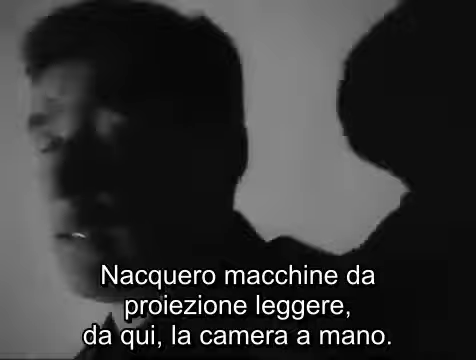 Nacquero macchine da
proiezione leggere,
da qui, la camera a mano.